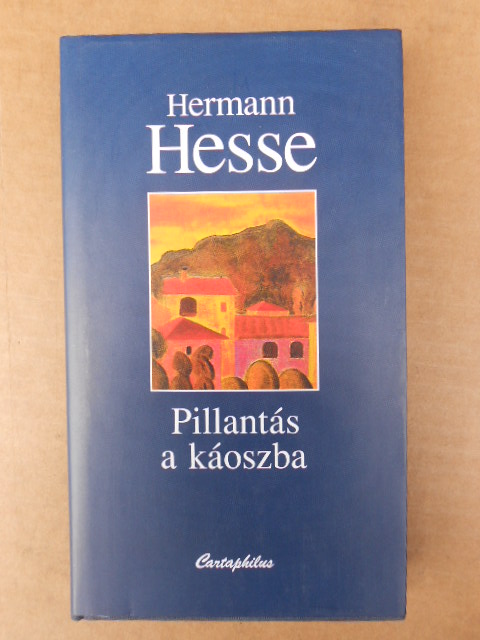 Hermann
Hesse
Pillantás
a káoszba
Cartaphilus